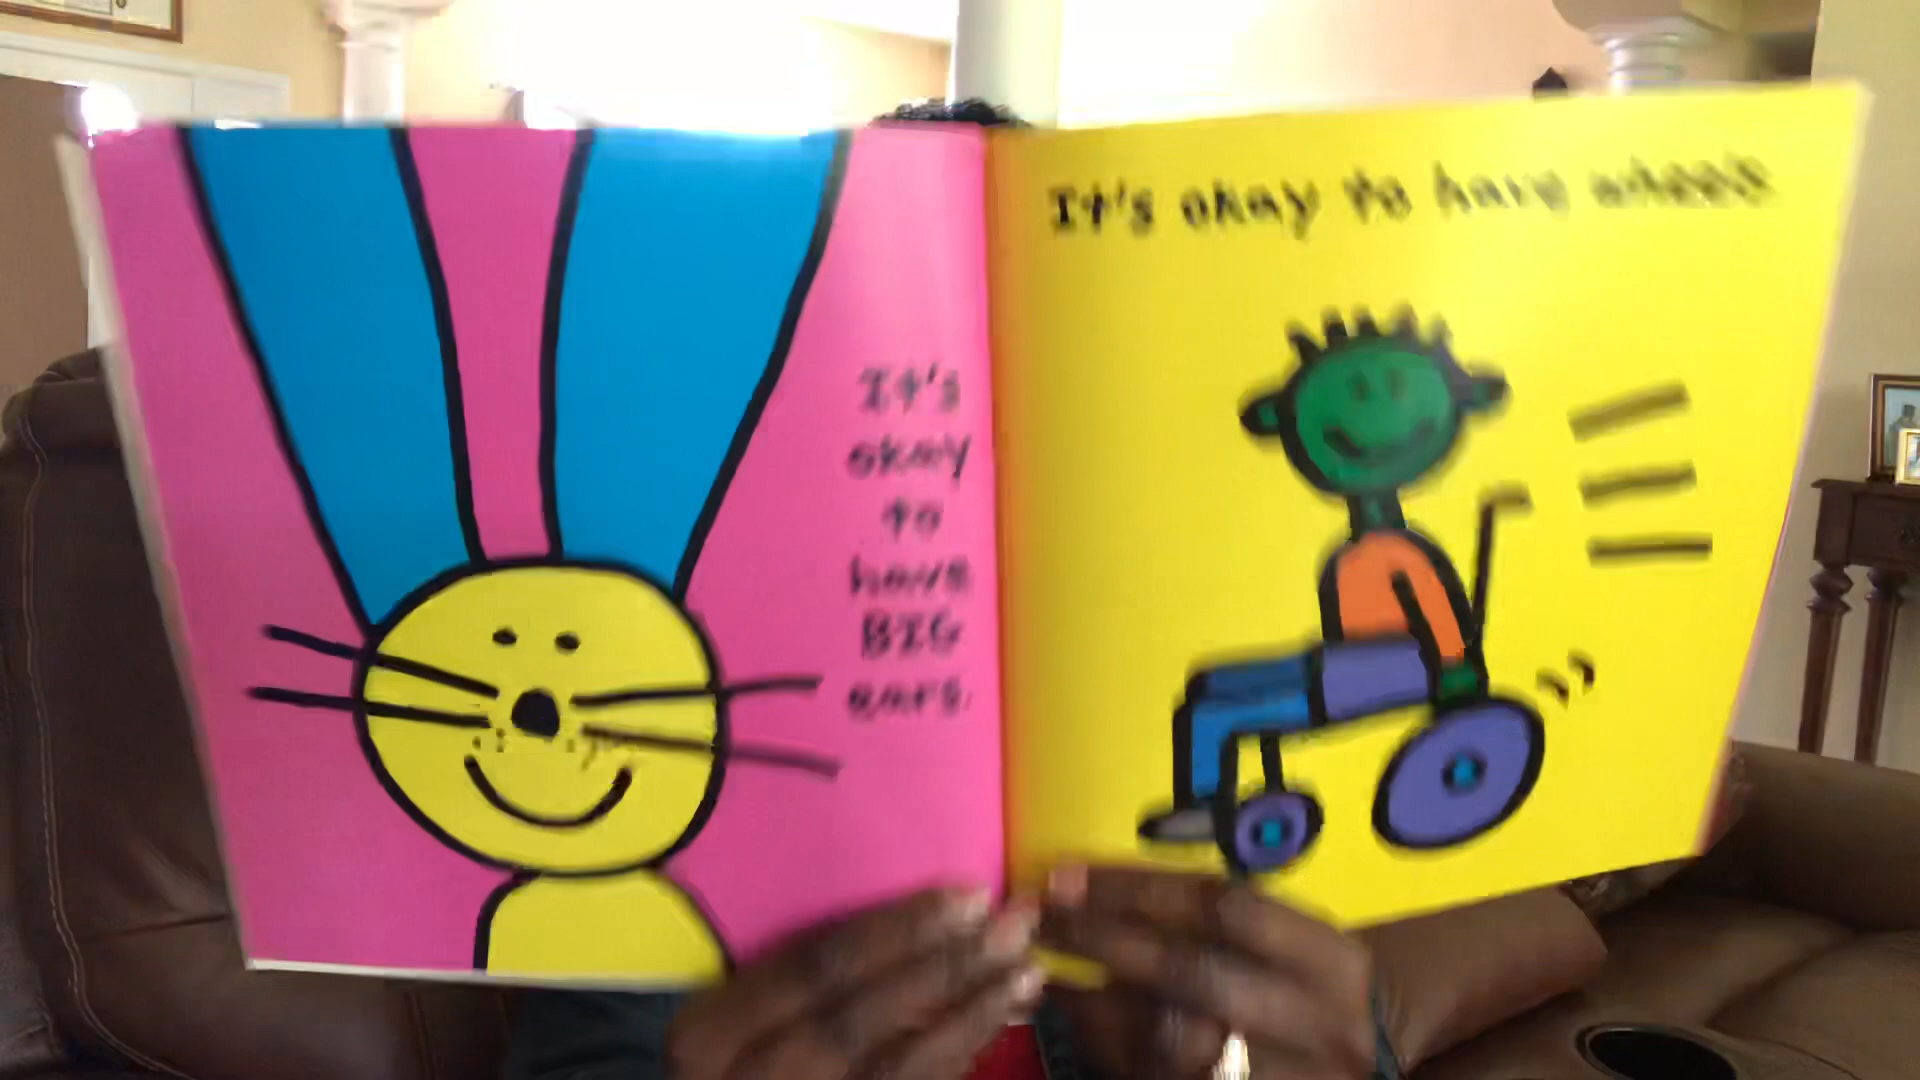 It's
okay
to
have
BIG
ears.
It's okay to have wheels.